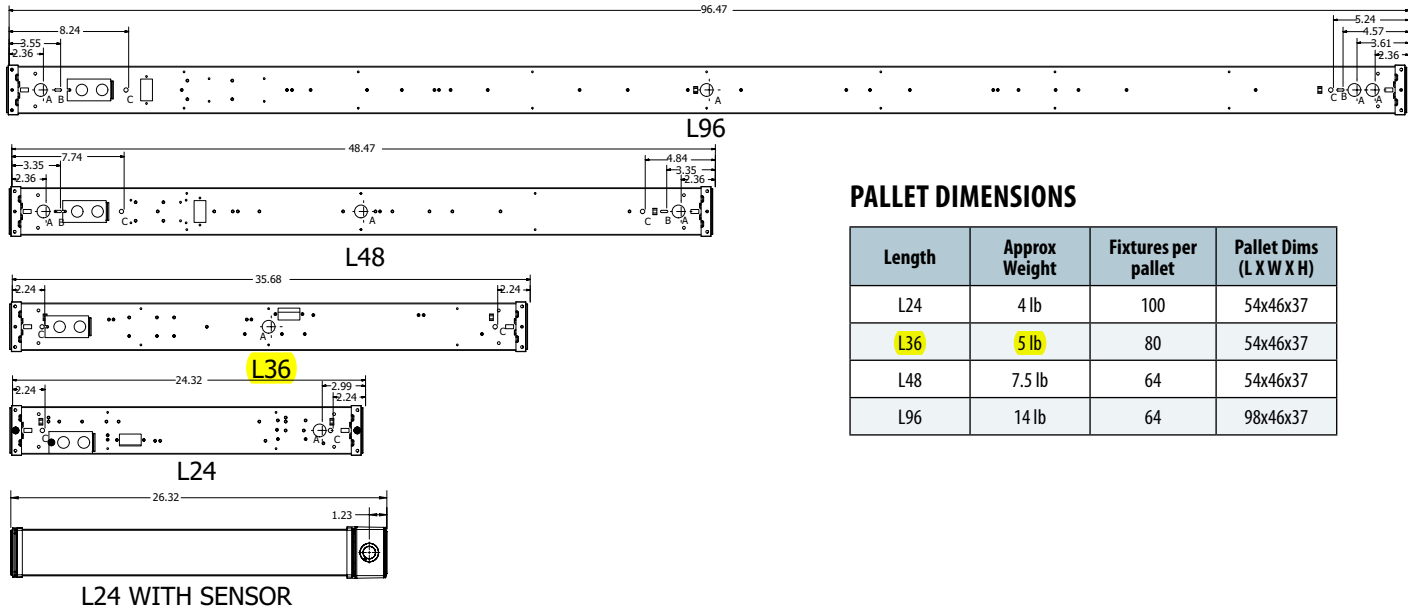 96.47
8.24
3.55
2.36
5.24
4.57
3.61
2.36
A B C A C B A A
L96
48.47
7.74
3.35
2.36
4.84
3.35
2.36
A B C A C B A
L48
35.68
2.24
2.24
C A C
L36
24.32
2.24
2.99
2.24
C A C
L24
26.32
1.23
L24 WITH SENSOR
PALLET DIMENSIONS
Length Approx Weight Fixtures per pallet Pallet Dims (L X W X H)
L24 4 lb 100 54x46x37
L36 5 lb 80 54x46x37
L48 7.5 lb 64 54x46x37
L96 14 lb 64 98x46x37